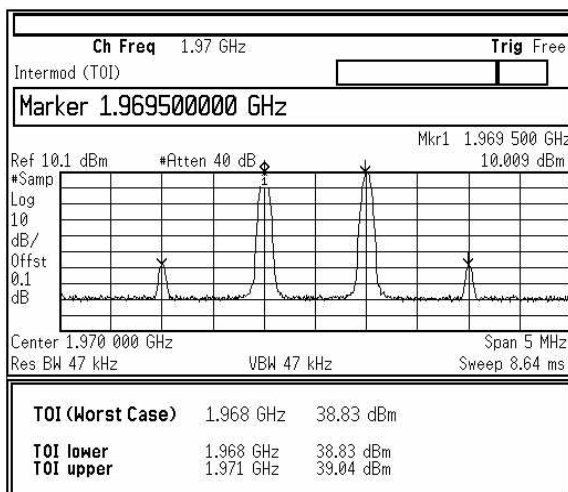 Ch Freq 1.97 GHz Trig Free
Intermod (TOI)
Marker 1.969500000 GHz
Mkr1 1.969 500 GHz
Ref 10.1 dBm #Atten 40 dB 10.009 dBm
#Samp
Log
10
dB/
Offst
0.1
dB
1
Center 1.970 000 GHz Span 5 MHz
Res BW 47 kHz VBW 47 kHz Sweep 8.64 ms
TOI (Worst Case) 1.968 GHz 38.83 dBm
TOI lower 1.968 GHz 38.83 dBm
TOI upper 1.971 GHz 39.04 dBm